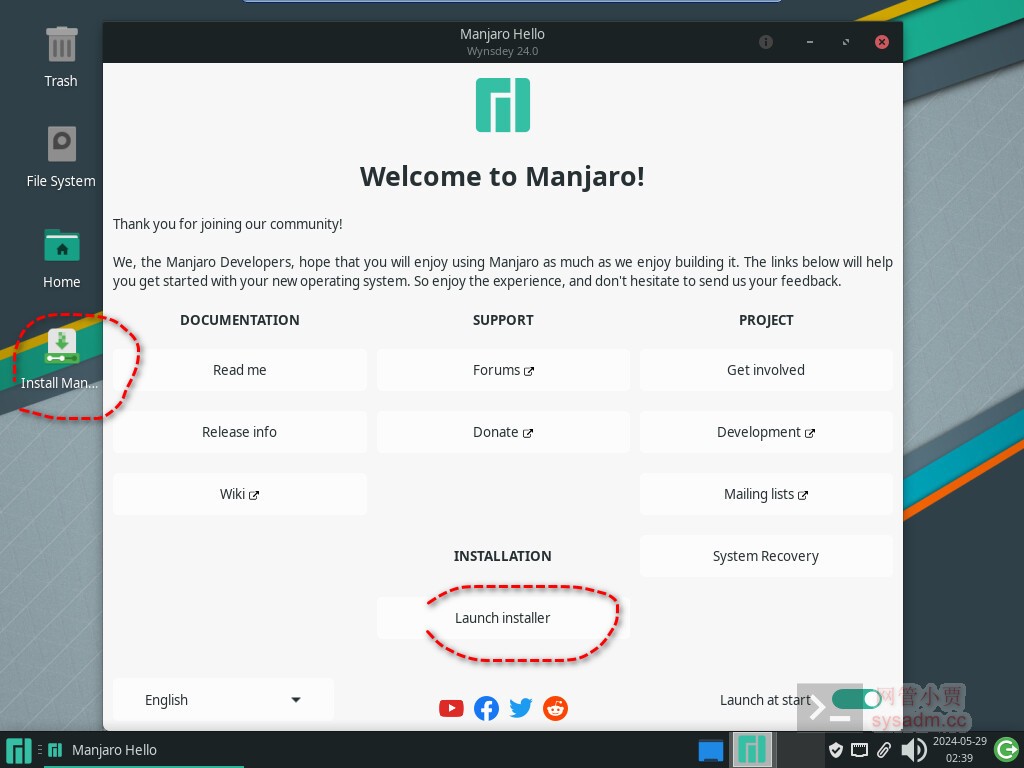 Trash
File System
Home
Install Man...
Manjaro Hello
Wynsdey 24.0
Welcome to Manjaro!
Thank you for joining our community!
We, the Manjaro Developers, hope that you will enjoy using Manjaro as much as we enjoy building it. The links below will help
you get started with your new operating system. So enjoy the experience, and don't hesitate to send us your feedback.
DOCUMENTATION
SUPPORT
PROJECT
Read me
Forums
Get involved
Release info
Donate
Development
Wiki
Mailing lists
INSTALLATION
System Recovery
Launch installer
English
Launch at start
网管小贾
sysadm.cc
Manjaro Hello
2024-05-29
02:39